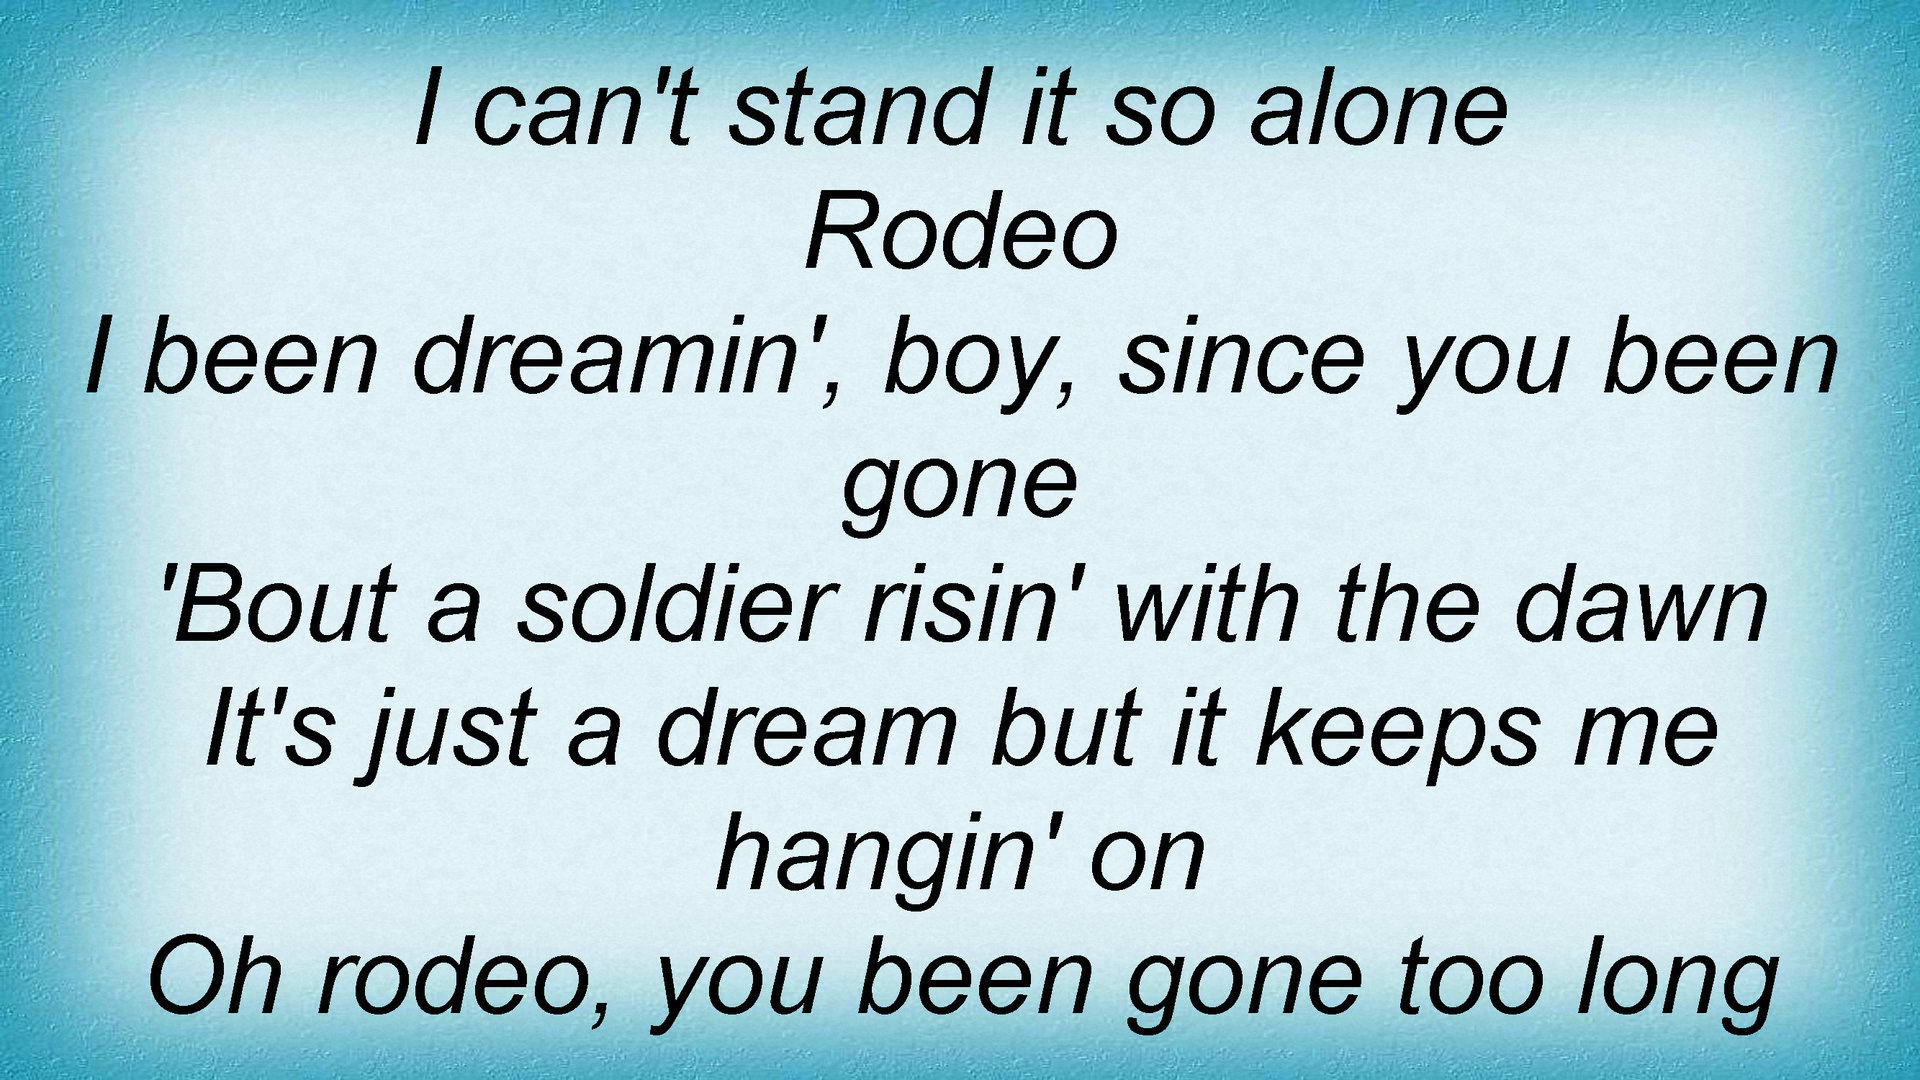 I can't stand it so alone
Rodeo
I been dreamin', boy, since you been
gone
'Bout a soldier risin' with the dawn
It's just a dream but it keeps me
hangin' on
Oh rodeo, you been gone too long